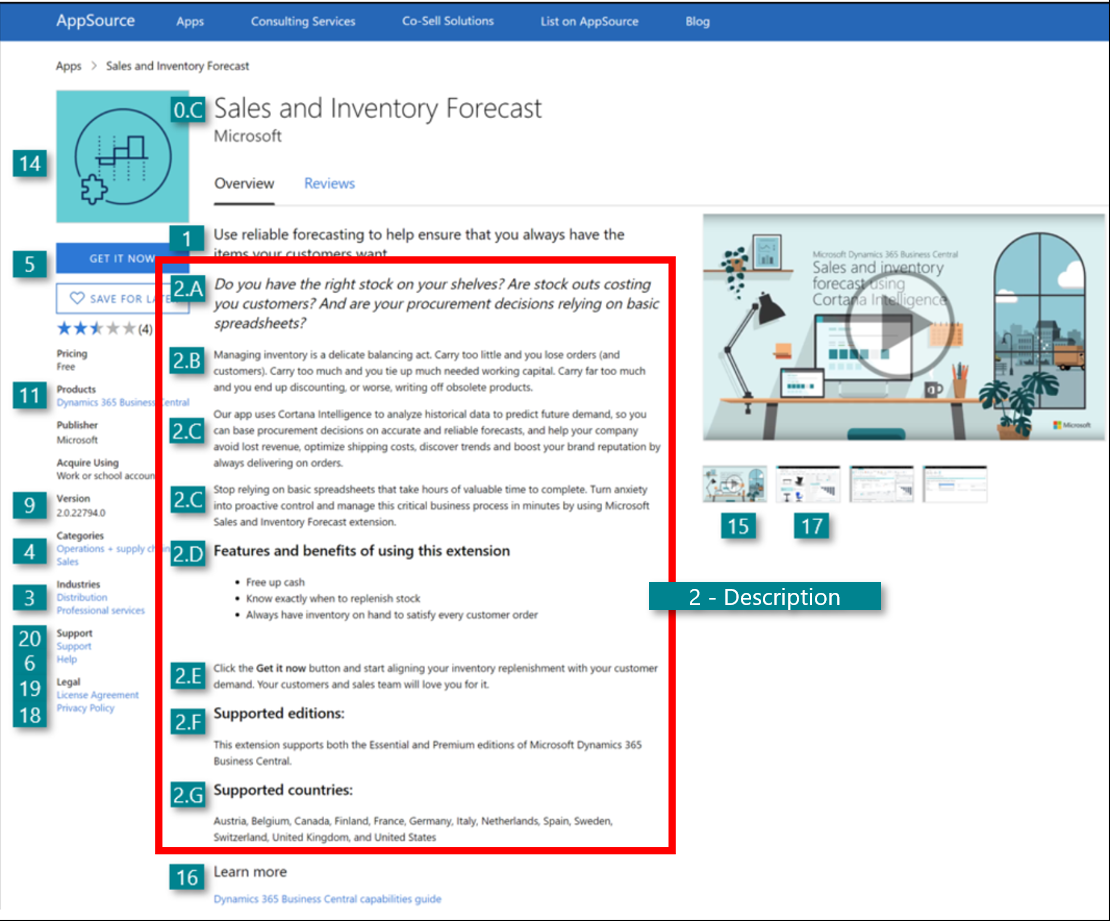 AppSource
Apps
Consulting Services
Co-Sell Solutions
List on AppSource
Blog
Apps > Sales and Inventory Forecast
0.C
Sales and Inventory Forecast
Microsoft
14
Overview
Reviews
1
Use reliable forecasting to help ensure that you always have the
items your customers want
5
GET IT NOW
SAVE FOR LATE
(4)
Pricing
Free
11
Products
Dynamics 365 Business Central
Publisher
Microsoft
Acquire Using
Work or school accoun
9
Version
2.0.22794.0
4
Categories
Operations + supply chain
Sales
3
Industries
Distribution
Professional services
20
Support
Support
6
Help
19
Legal
License Agreement
18
Privacy Policy
2.A
Do you have the right stock on your shelves? Are stock outs costing
you customers? And are your procurement decisions relying on basic
spreadsheets?
2.B
Managing inventory is a delicate balancing act. Carry too little and you lose orders (and
customers). Carry too much and you tie up much needed working capital. Carry far too much
and you end up discounting, or worse, writing off obsolete products.
2.C
Our app uses Cortana Intelligence to analyze historical data to predict future demand, so you
can base procurement decisions on accurate and reliable forecasts, and help your company
avoid lost revenue, optimize shipping costs, discover trends and boost your brand reputation by
always delivering on orders.
2.C
Stop relying on basic spreadsheets that take hours of valuable time to complete. Turn anxiety
into proactive control and manage this critical business process in minutes by using Microsoft
Sales and Inventory Forecast extension.
2.D
Features and benefits of using this extension
• Free up cash
• Know exactly when to replenish stock
• Always have inventory on hand to satisfy every customer order
2.E
Click the Get it now button and start aligning your inventory replenishment with your customer
demand. Your customers and sales team will love you for it.
2.F
Supported editions:
This extension supports both the Essential and Premium editions of Microsoft Dynamics 365
Business Central.
2.G
Supported countries:
Austria, Belgium, Canada, Finland, France, Germany, Italy, Netherlands, Spain, Sweden,
Switzerland, United Kingdom, and United States
16
Learn more
Dynamics 365 Business Central capabilities guide
Microsoft Dynamics 365 Business Central
Sales and inventory
forecast using
Cortana Intelligence
Microsoft
15
17
2 - Description